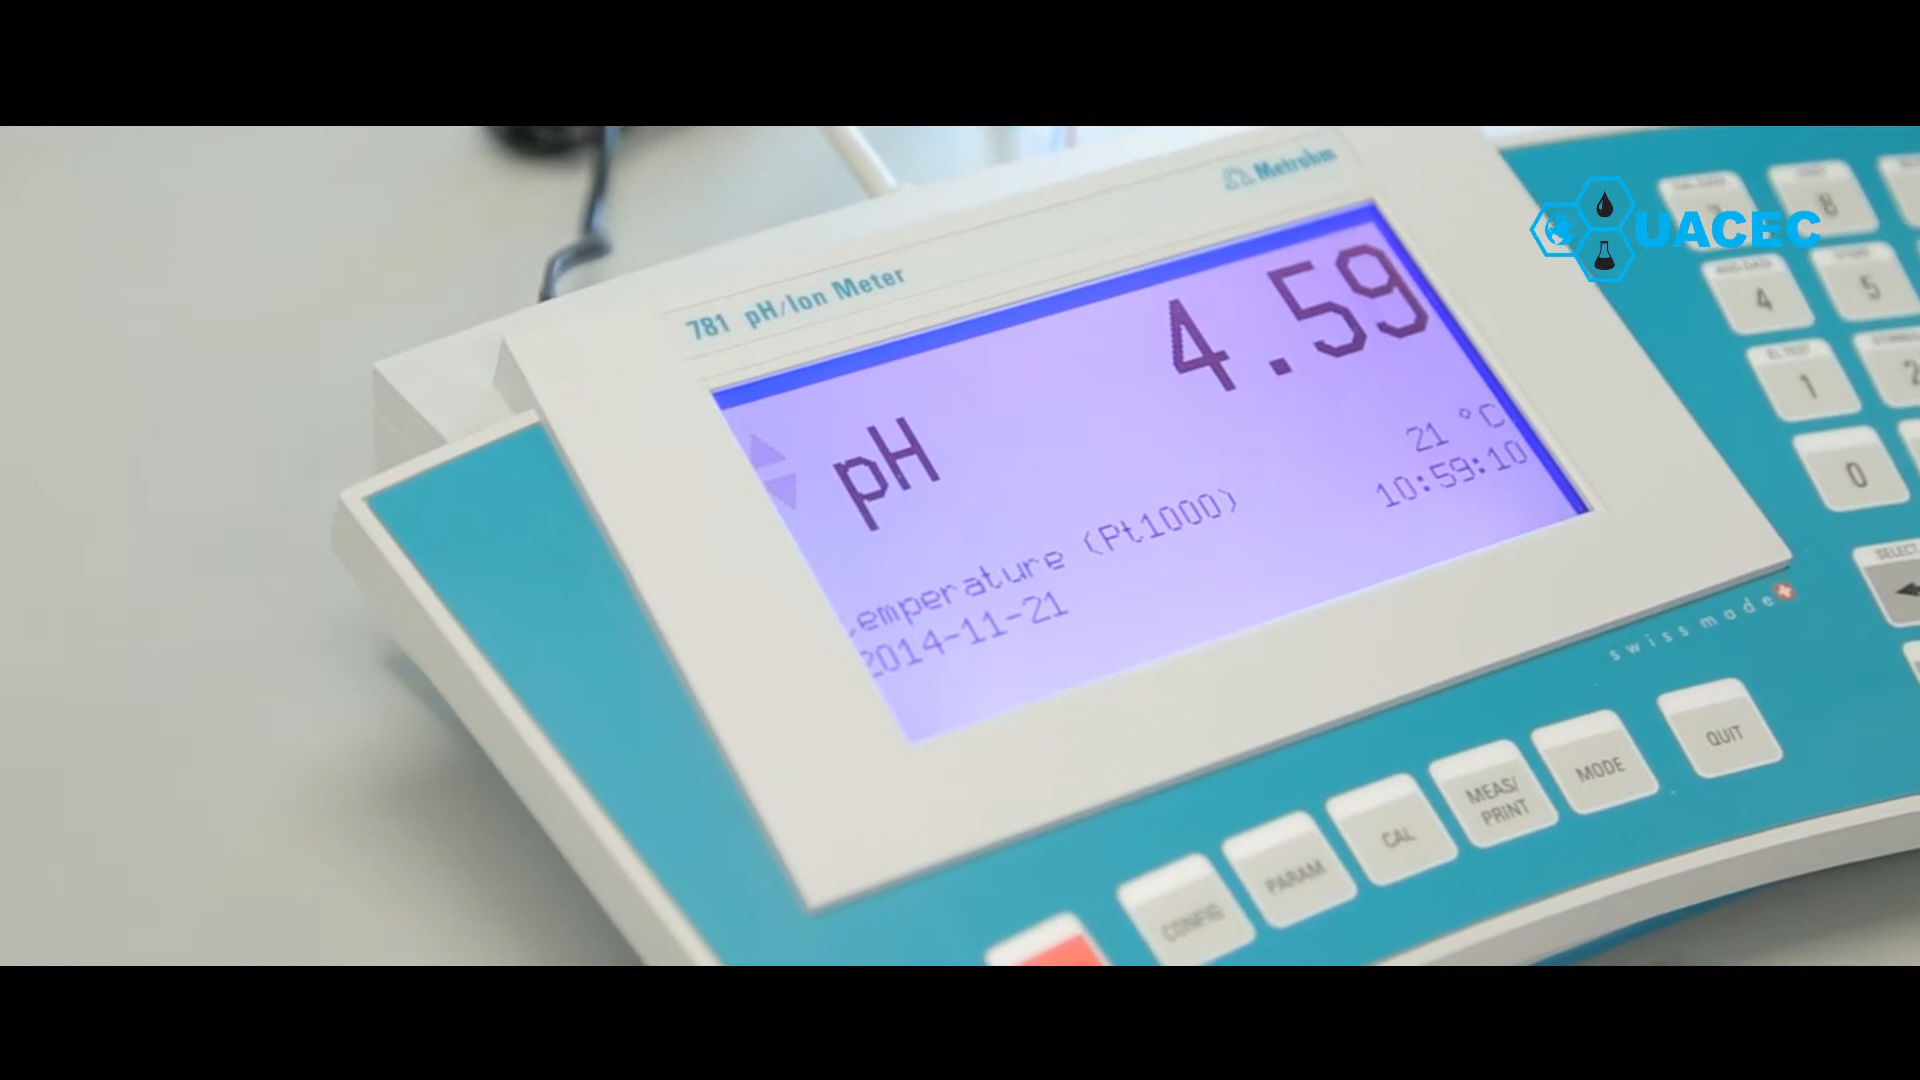 Metrohm
781 pH/Ion Meter
UACEC
4.59
pH
21 °C
emperature (Pt1000)
10:59:10
2014-11-21
8
4
5
1
2
0
SELECT
swiss made
QUIT
MODE
MEAS/
PRINT
CAL
PARAM
CONFIG